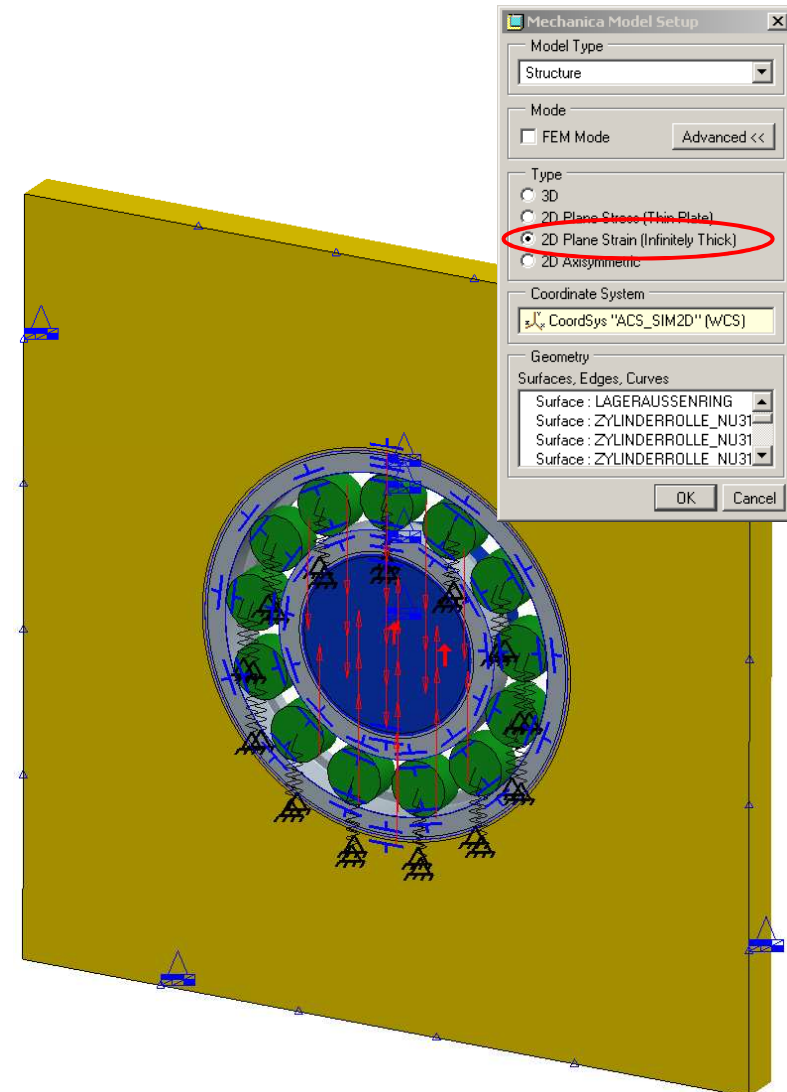 Mechanica Model Setup
Model Type
Structure
Mode
FEM Mode
Advanced <<
Type
3D
2D Plane Stress (Thin Plate)
2D Plane Strain (Infinitely Thick)
2D Axisymmetric
Coordinate System
CoordSys "ACS_SIM2D" (WCS)
Geometry
Surfaces, Edges, Curves
Surface : LAGERAUSSENRING
Surface : ZYLINDERROLLE_NU31
Surface : ZYLINDERROLLE_NU31
Surface : ZYLINDERROLLE_NU31
OK Cancel